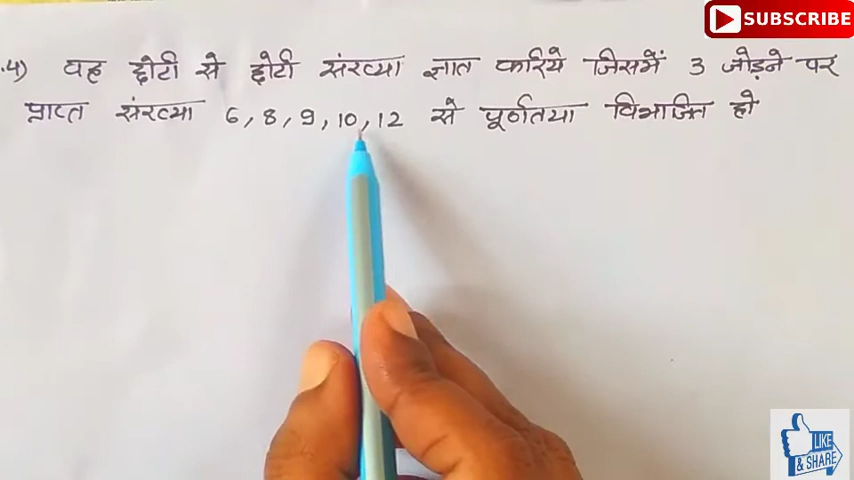 SUBSCRIBE
.4) वह छोटी से छोटी संख्या ज्ञात करिये जिसमें 3 जोड़ने पर
प्राप्त संख्या 6, 8, 9, 10, 12 से पूर्णतया विभाजित हो
LIKE
& SHARE